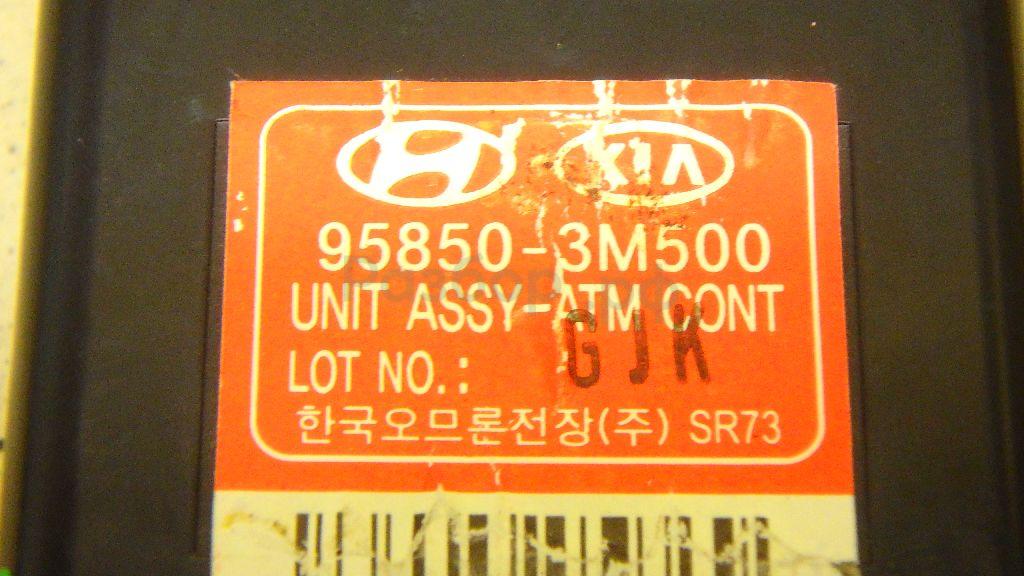 KIA
95850-3M500
UNIT ASSY-ATM CONT
LOT NO.: GJK
한국오므론전장(주) SR73